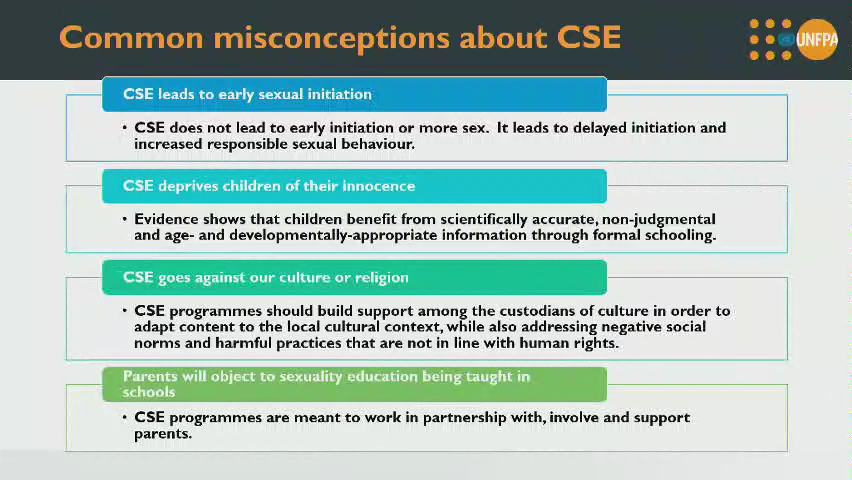 Common misconceptions about CSE
UNFPA
CSE leads to early sexual initiation
• CSE does not lead to early initiation or more sex. It leads to delayed initiation and
increased responsible sexual behaviour.
CSE deprives children of their innocence
• Evidence shows that children benefit from scientifically accurate, non-judgmental
and age- and developmentally-appropriate information through formal schooling.
CSE goes against our culture or religion
• CSE programmes should build support among the custodians of culture in order to
adapt content to the local cultural context, while also addressing negative social
norms and harmful practices that are not in line with human rights.
Parents will object to sexuality education being taught in
schools
• CSE programmes are meant to work in partnership with, involve and support
parents.